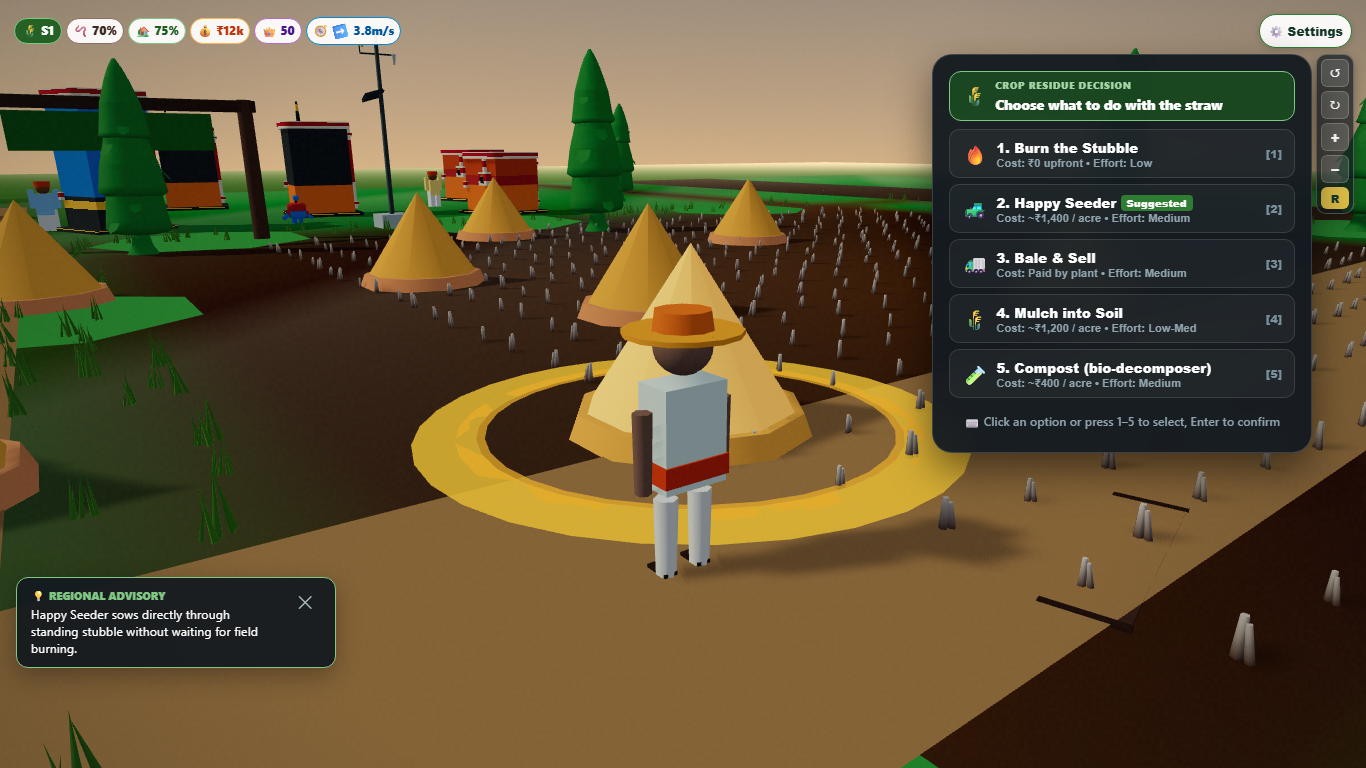 S1 70% 75% ₹12k 50 3.8m/s
Settings
CROP RESIDUE DECISION
Choose what to do with the straw
1. Burn the Stubble
Cost: ₹0 upfront • Effort: Low
[1]
2. Happy Seeder Suggested
Cost: ~₹1,400 / acre • Effort: Medium
[2]
3. Bale & Sell
Cost: Paid by plant • Effort: Medium
[3]
4. Mulch into Soil
Cost: ~₹1,200 / acre • Effort: Low-Med
[4]
5. Compost (bio-decomposer)
Cost: ~₹400 / acre • Effort: Medium
[5]
Click an option or press 1–5 to select, Enter to confirm
↺
↻
+
−
R
REGIONAL ADVISORY
Happy Seeder sows directly through
standing stubble without waiting for field
burning.